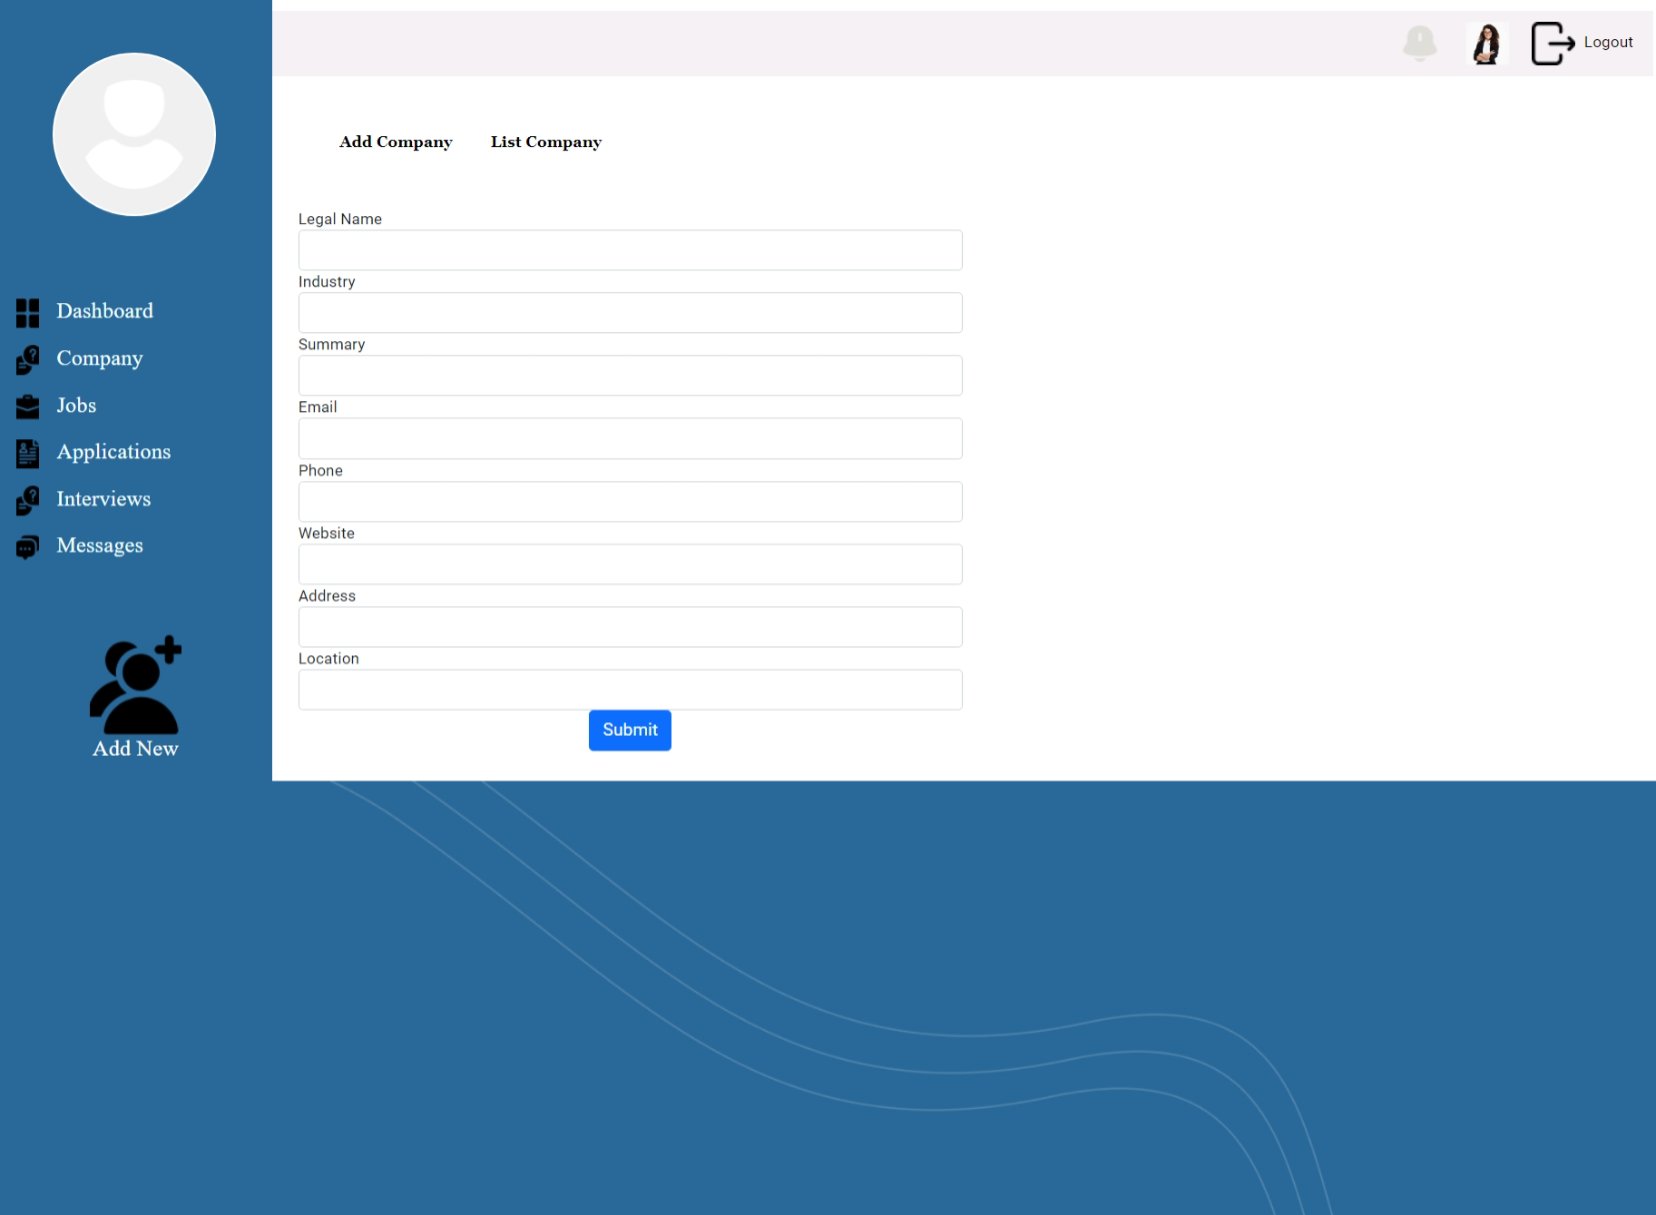 Logout
Add Company List Company
Legal Name
Industry
Summary
Email
Phone
Website
Address
Location
Submit
Dashboard
Company
Jobs
Applications
Interviews
Messages
Add New